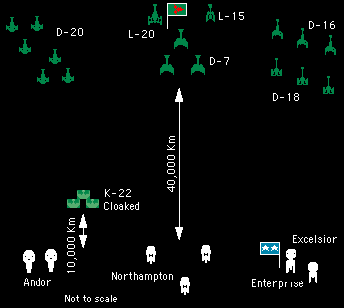 L-15
D-16
D-20
L-20
D-7
D-18
40,000 Km
K-22
Cloaked
10,000 Km
Excelsior
Andor
Northampton
Enterprise
Not to scale